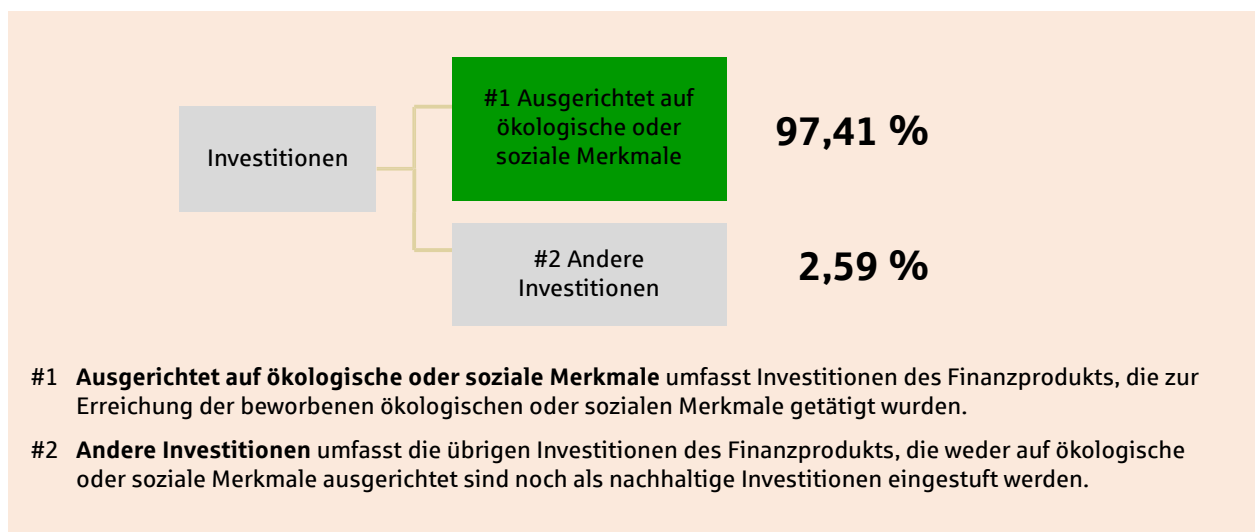 Investitionen
#1 Ausgerichtet auf
ökologische oder
soziale Merkmale
97,41 %
#2 Andere
Investitionen
2,59 %
#1 Ausgerichtet auf ökologische oder soziale Merkmale umfasst Investitionen des Finanzprodukts, die zur
Erreichung der beworbenen ökologischen oder sozialen Merkmale getätigt wurden.
#2 Andere Investitionen umfasst die übrigen Investitionen des Finanzprodukts, die weder auf ökologische
oder soziale Merkmale ausgerichtet sind noch als nachhaltige Investitionen eingestuft werden.